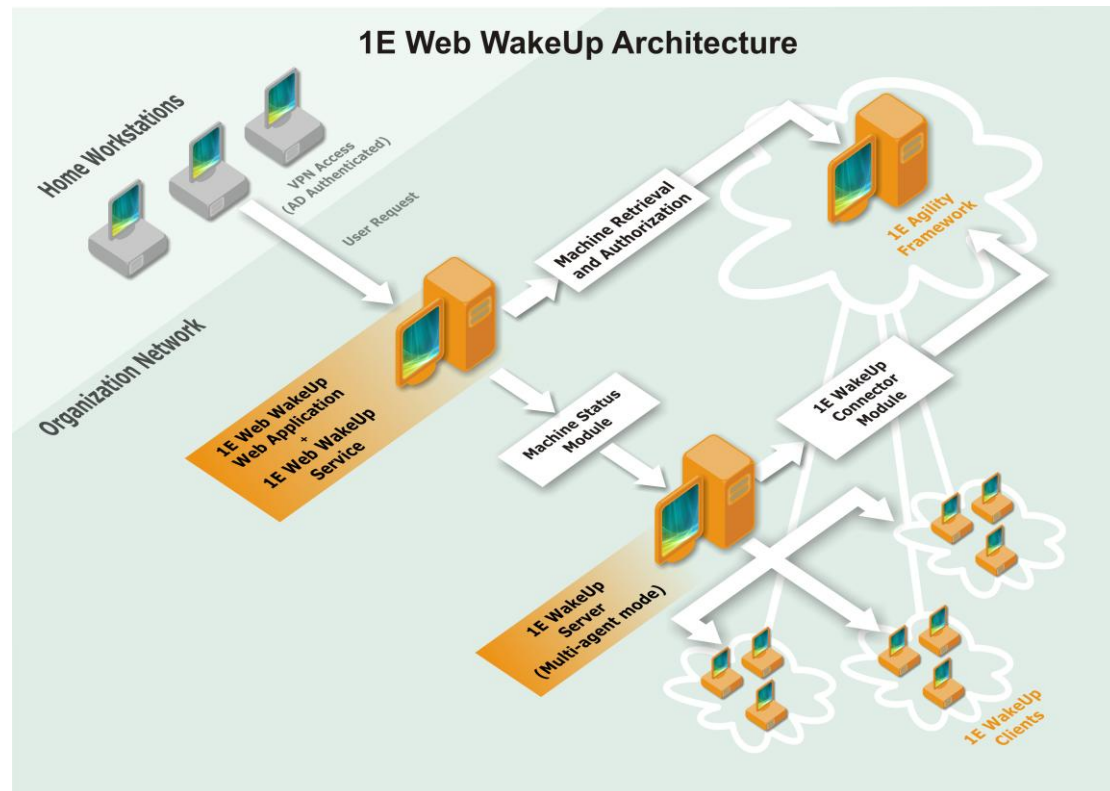 1E Web WakeUp Architecture
Home Workstations
VPN Access
(AD Authenticated)
User Request
Organization Network
Machine Retrieval
and Authorization
1E Agility
Framework
1E Web WakeUp
Web Application
+
1E Web WakeUp
Service
Machine Status
Module
1E WakeUp
Connector
Module
1E WakeUp
Server
(Multi-agent mode)
1E WakeUp
Clients